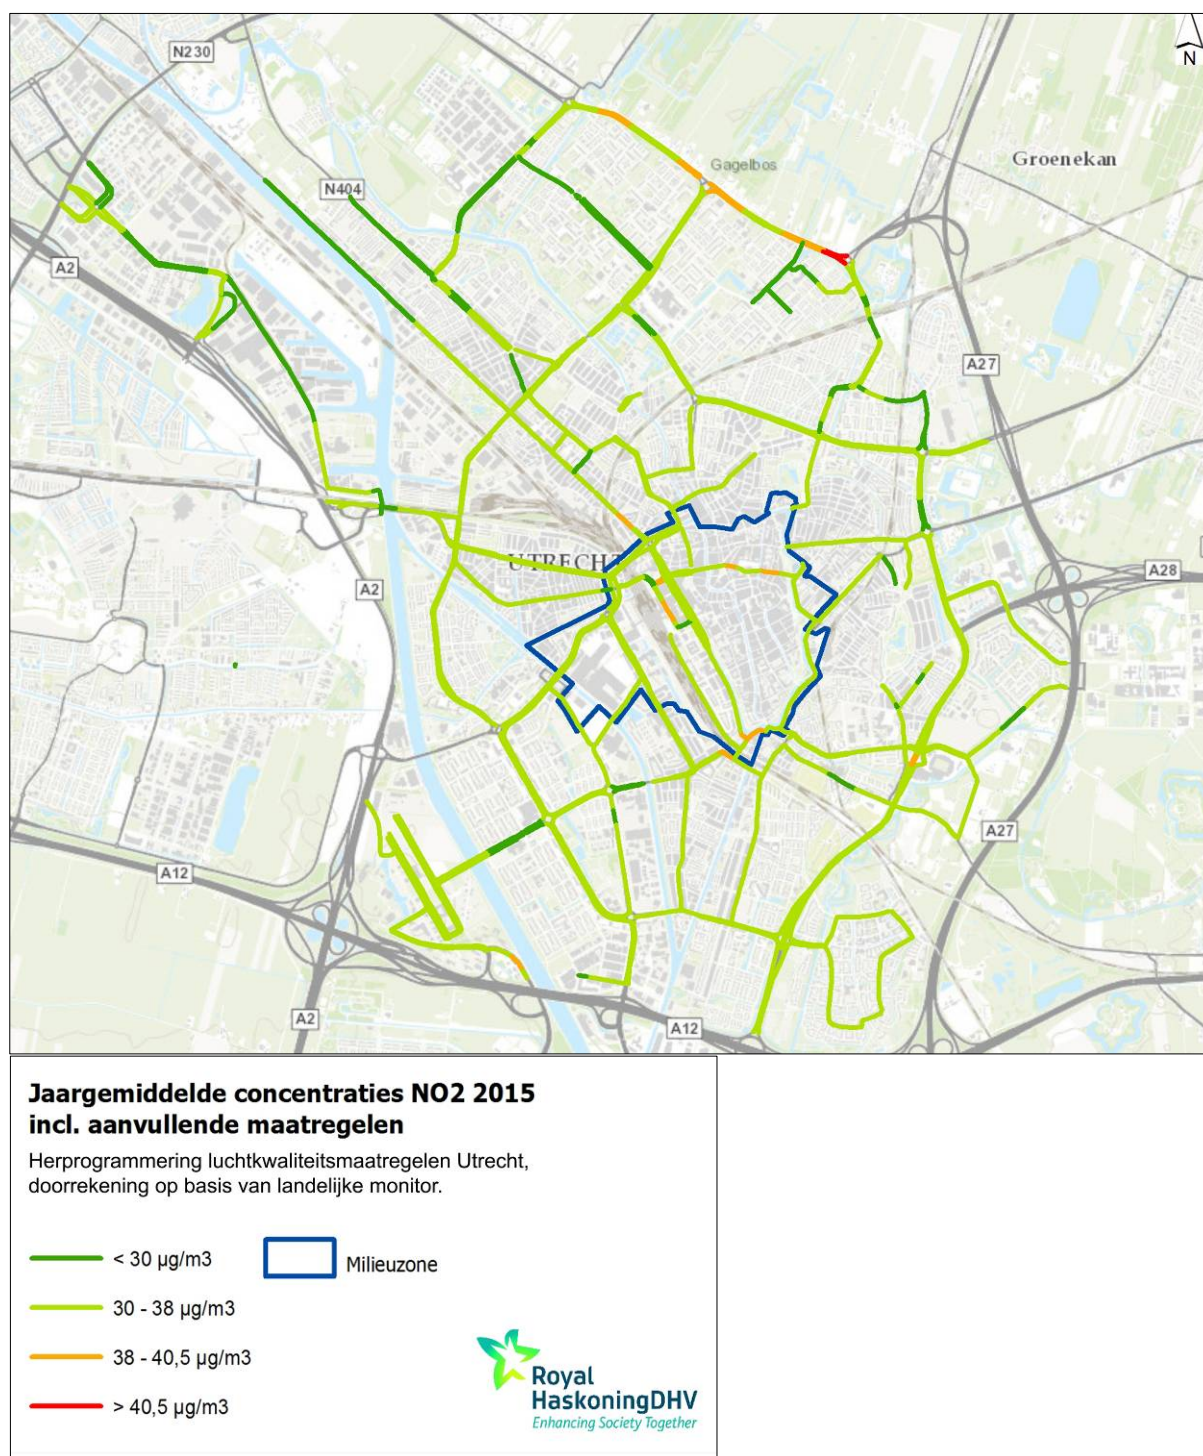 N230
N
Gagelbos
Groenekan
N404
A2
A27
UTRECHT
A28
A2
A27
A12
A2
A12
Jaargemiddelde concentraties NO2 2015
incl. aanvullende maatregelen
Herprogrammering luchtkwaliteitsmaatregelen Utrecht,
doorrekening op basis van landelijke monitor.
< 30 µg/m3
Milieuzone
30 - 38 µg/m3
38 - 40,5 µg/m3
> 40,5 µg/m3
Royal
HaskoningDHV
Enhancing Society Together